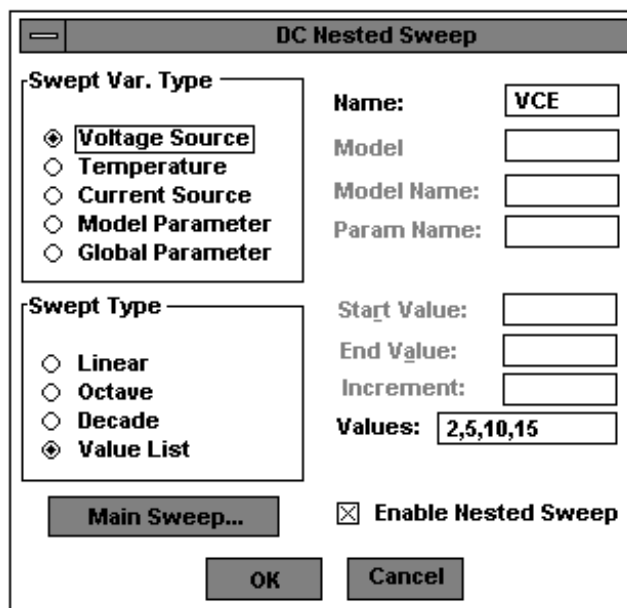 DC Nested Sweep
Swept Var. Type
Voltage Source
Temperature
Current Source
Model Parameter
Global Parameter
Name: VCE
Model
Model Name:
Param Name:
Swept Type
Linear
Octave
Decade
Value List
Start Value:
End Value:
Increment:
Values: 2,5,10,15
Main Sweep...
Enable Nested Sweep
OK
Cancel